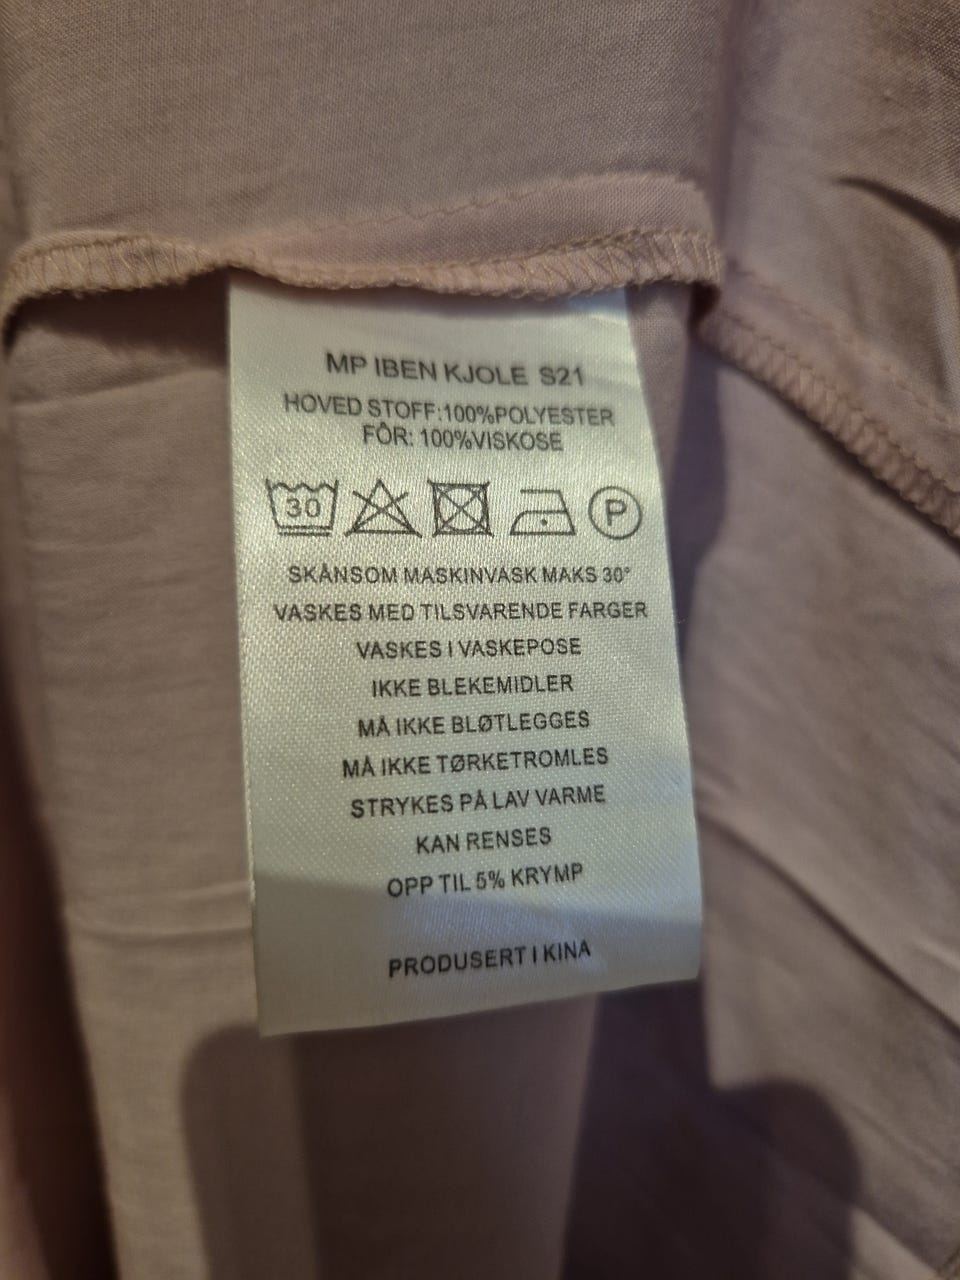 MP IBEN KJOLE S21
HOVED STOFF:100%POLYESTER
FÔR: 100%VISKOSE
30 P
SKÅNSOM MASKINVASK MAKS 30°
VASKES MED TILSVARENDE FARGER
VASKES I VASKEPOSE
IKKE BLEKEMIDLER
MÅ IKKE BLØTLEGGES
MÅ IKKE TØRKETROMLES
STRYKES PÅ LAV VARME
KAN RENSES
OPP TIL 5% KRYMP
PRODUSERT I KINA